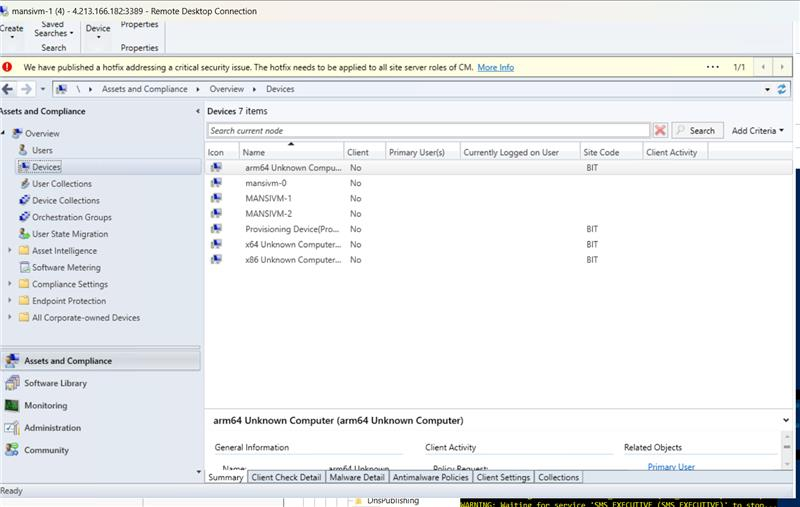 mansivm-1 (4) - 4.213.166.182:3389 - Remote Desktop Connection
Create
Saved
Searches
Search
Device
Properties
Properties
We have published a hotfix addressing a critical security issue. The hotfix needs to be applied to all site server roles of CM. More Info
1/1
\ Assets and Compliance Overview Devices
Assets and Compliance
Overview
Users
Devices
User Collections
Device Collections
Orchestration Groups
User State Migration
Asset Intelligence
Software Metering
Compliance Settings
Endpoint Protection
All Corporate-owned Devices
Assets and Compliance
Software Library
Monitoring
Administration
Community
Devices 7 items
Search current node
Search
Add Criteria
Icon Name Client Primary User(s) Currently Logged on User Site Code Client Activity
arm64 Unknown Compu... No BIT
mansivm-0 No
MANSIVM-1 No
MANSIVM-2 No
Provisioning Device(Pro... No BIT
x64 Unknown Computer... No BIT
x86 Unknown Computer... No BIT
arm64 Unknown Computer (arm64 Unknown Computer)
General Information Client Activity Related Objects
Name: arm64 Unknown Policy Request: Primary User
Summary Client Check Detail Malware Detail Antimalware Policies Client Settings Collections
Ready
DnsPublishing
WARNING: Waiting for service 'SMS_EXECUTIVE (SMS_EXECUTIVE)' to stop...